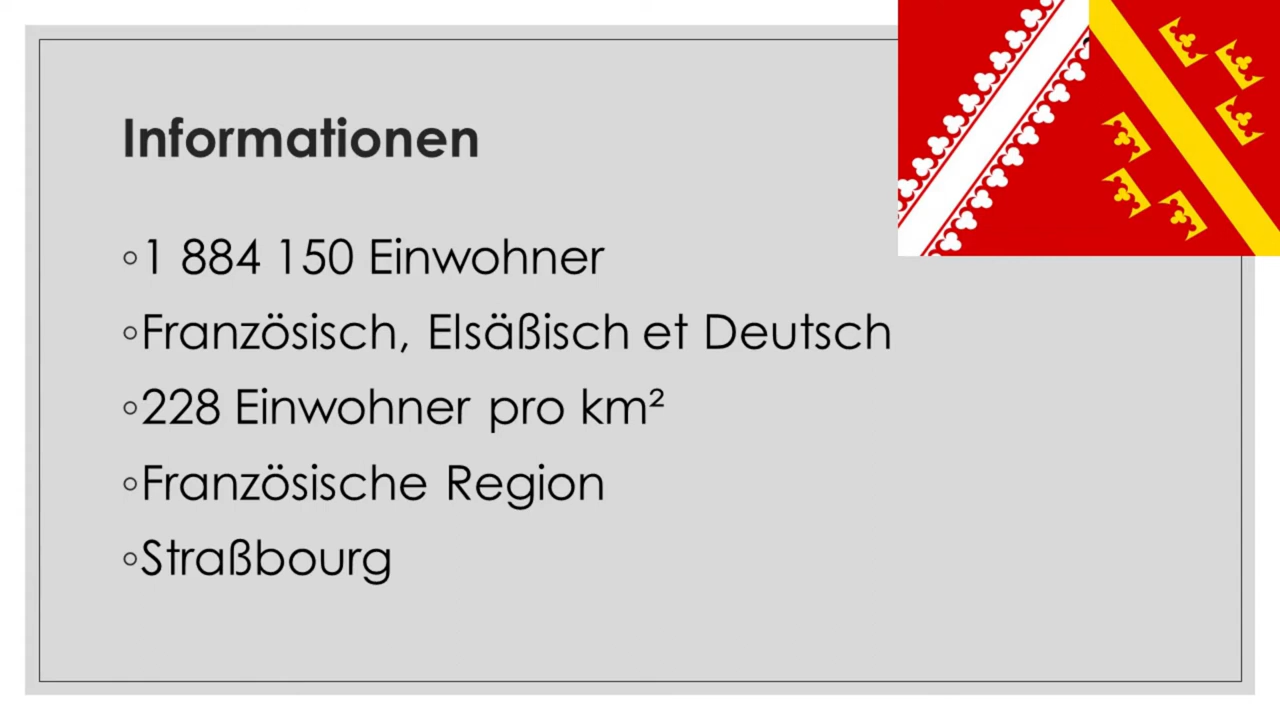 Informationen
◦1 884 150 Einwohner
◦Französisch, Elsäßisch et Deutsch
◦228 Einwohner pro km²
◦Französische Region
◦Straßbourg